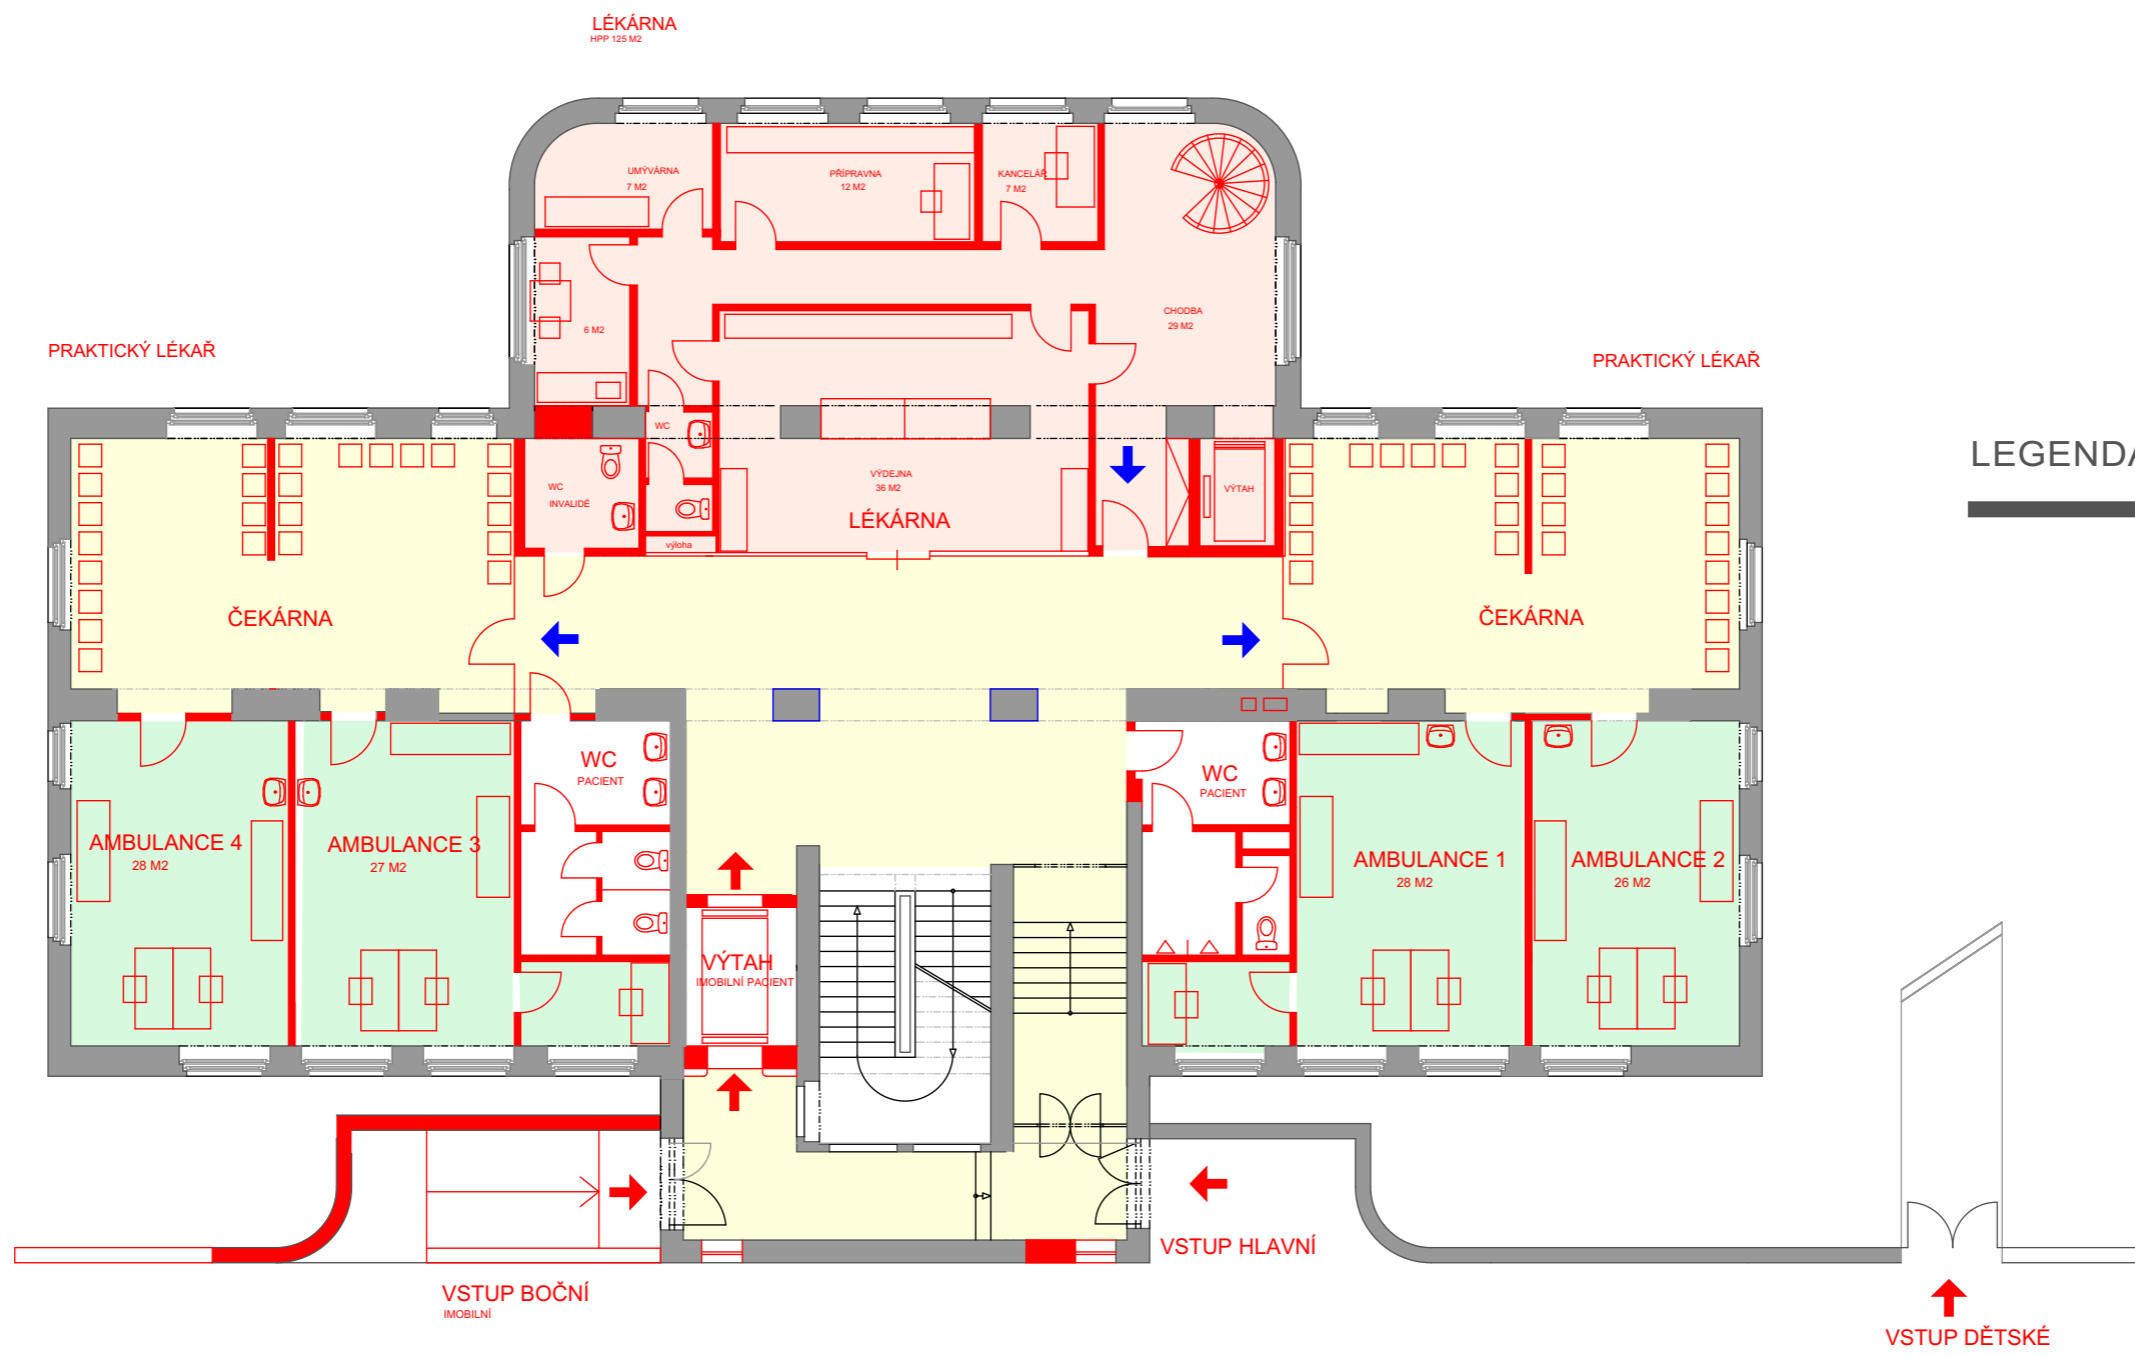 LÉKÁRNA
HPP 125 M2
UMÝVÁRNA
7 M2
PŘÍPRAVNA
12 M2
KANCELÁŘ
7 M2
6 M2
CHODBA
29 M2
PRAKTICKÝ LÉKAŘ
PRAKTICKÝ LÉKAŘ
WC
WC
INVALIDÉ
výloha
VÝDEJNA
36 M2
LÉKÁRNA
VÝTAH
LEGENDA
ČEKÁRNA
ČEKÁRNA
WC
PACIENT
WC
PACIENT
AMBULANCE 4
28 M2
AMBULANCE 3
27 M2
AMBULANCE 1
28 M2
AMBULANCE 2
26 M2
VÝTAH
IMOBILNÍ PACIENT
VSTUP HLAVNÍ
VSTUP BOČNÍ
IMOBILNÍ
VSTUP DĚTSKÉ